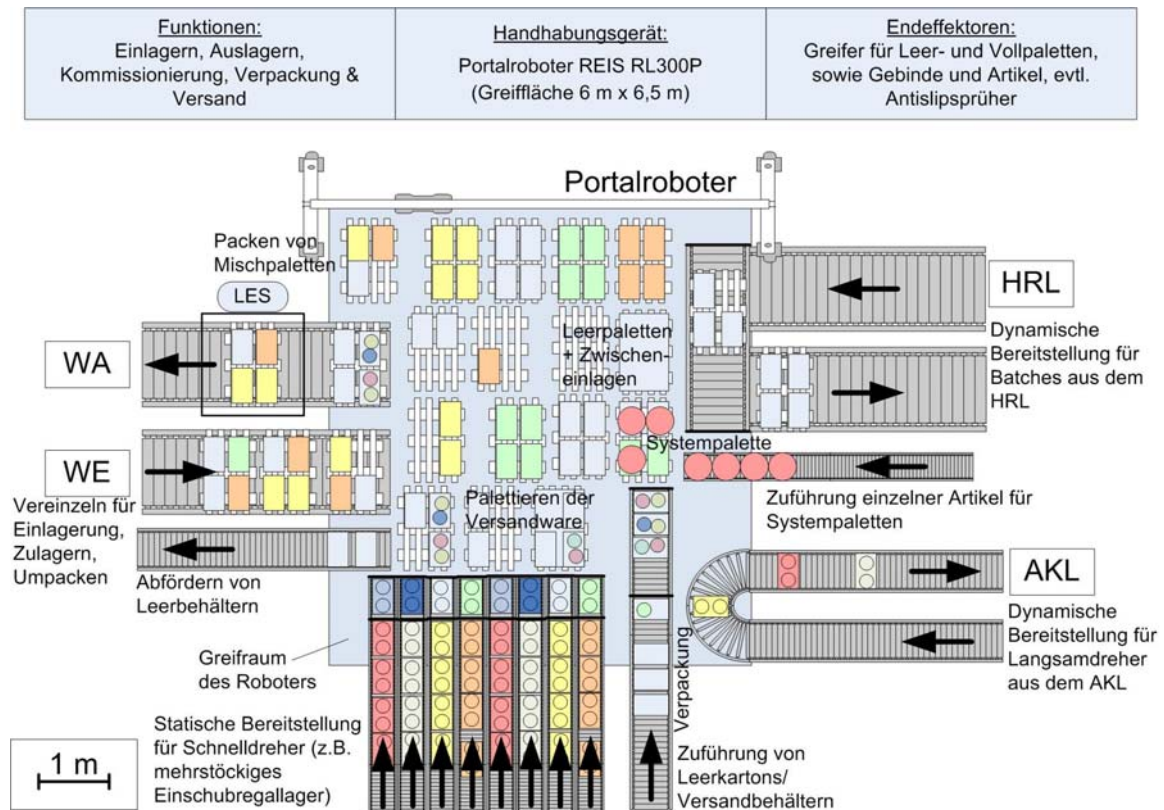 Funktionen:
Einlagern, Auslagern,
Kommissionierung, Verpackung &
Versand
Handhabungsgerät:
Portalroboter REIS RL300P
(Greiffläche 6 m x 6,5 m)
Endeffektoren:
Greifer für Leer- und Vollpaletten,
sowie Gebinde und Artikel, evtl.
Antislipsprüher
Portalroboter
Packen von
Mischpaletten
LES
WA
WE
Vereinzeln für
Einlagerung,
Zulagern,
Umpacken
Abfördern von
Leerbehältern
Leerpaletten
+ Zwischen-
einlagen
Systempalette
Palettieren der
Versandware
HRL
Dynamische
Bereitstellung für
Batches aus dem
HRL
Zuführung einzelner Artikel für
Systempaletten
AKL
Dynamische
Bereitstellung für
Langsamdreher
aus dem AKL
Greifraum
des Roboters
Statische Bereitstellung
für Schnelldreher (z.B.
mehrstöckiges
Einschubregallager)
Verpackung
Zuführung von
Leerkartons/
Versandbehältern
1 m